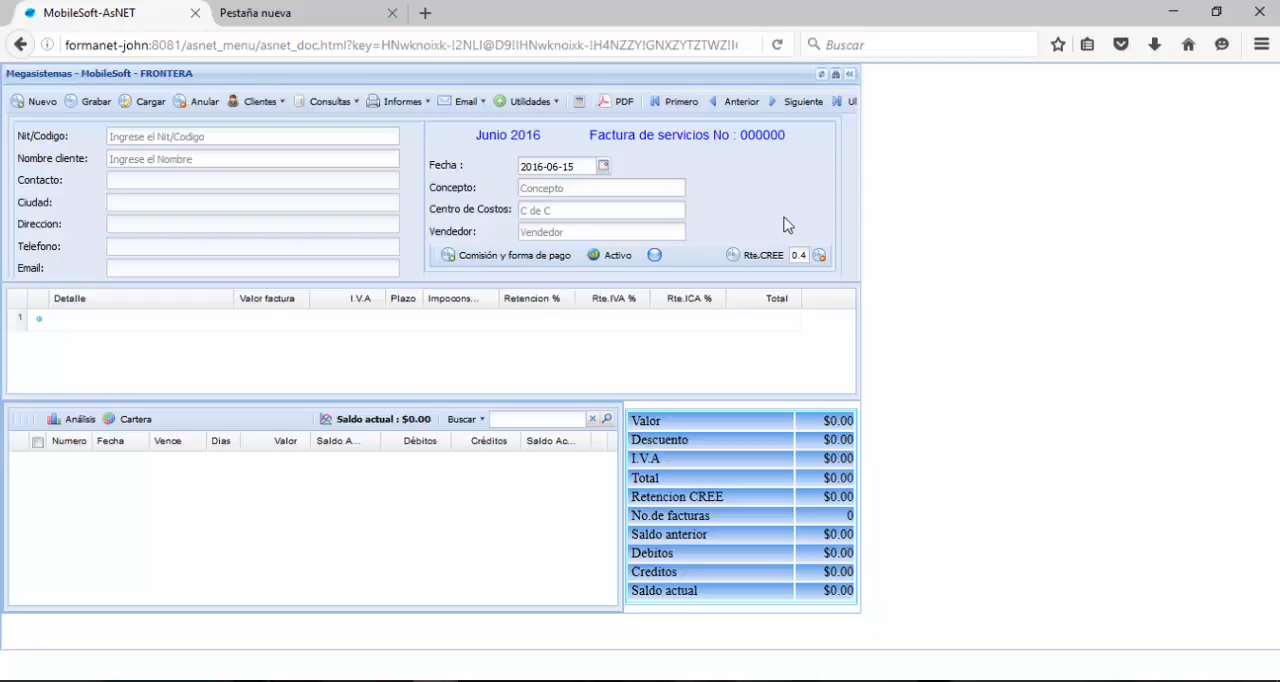 MobileSoft-AsNET
Pestaña nueva
formanet-john:8081/asnet_menu/asnet_doc.html?key=HNwknoixk-!2NLI@D9!IHNwknoixk-!H4NZZY!GNXZYTZTWZ
Buscar
Megasistemas - MobileSoft - FRONTERA
Nuevo Grabar Cargar Anular Clientes Consultas Informes Email Utilidades PDF Primero Anterior Siguiente Ul
Nit/Codigo: Ingrese el Nit/Codigo
Nombre cliente: Ingrese el Nombre
Contacto:
Ciudad:
Direccion:
Telefono:
Email:
Junio 2016 Factura de servicios No : 000000
Fecha : 2016-06-15
Concepto: Concepto
Centro de Costos: C de C
Vendedor: Vendedor
Comisión y forma de pago Activo Rte.CREE 0.4
Detalle Valor factura I.V.A Plazo Impocons... Retencion % Rte.IVA % Rte.ICA % Total
1
Análisis Cartera Saldo actual : $0.00 Buscar
Numero Fecha Vence Dias Valor Saldo A... Débitos Créditos Saldo Ac...
Valor $0.00
Descuento $0.00
I.V.A $0.00
Total $0.00
Retencion CREE $0.00
No.de facturas 0
Saldo anterior $0.00
Debitos $0.00
Creditos $0.00
Saldo actual $0.00